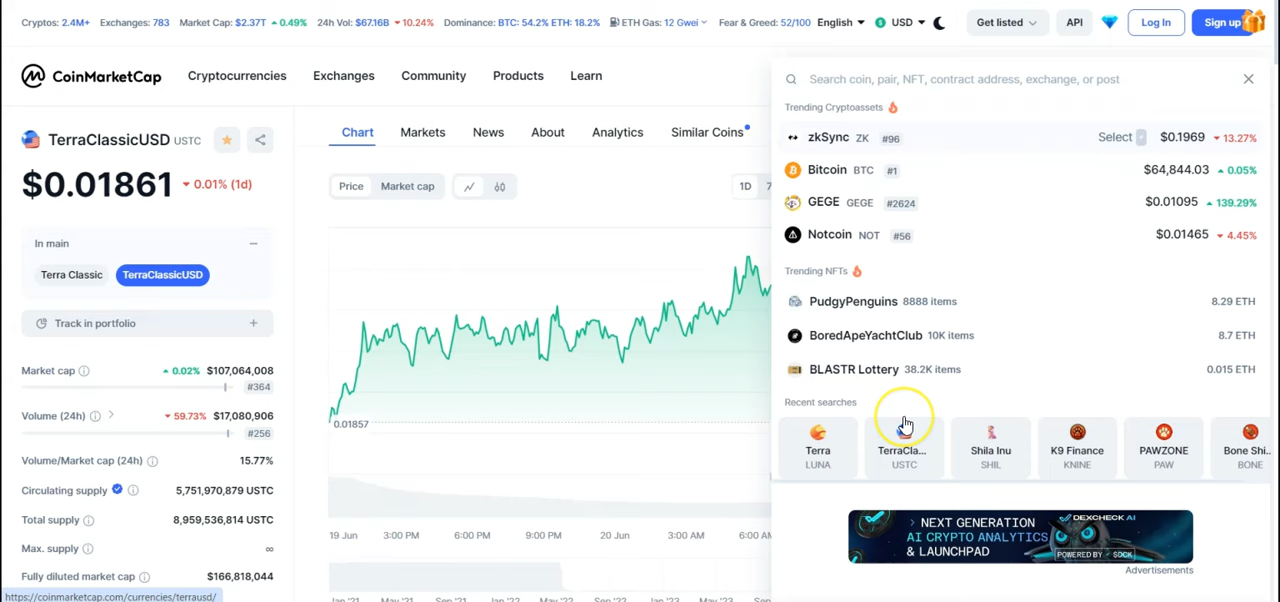 Cryptos: 2.4M+ Exchanges: 783 Market Cap: $2.37T 0.49% 24h Vol: $67.16B 10.24% Dominance: BTC: 54.2% ETH: 18.2% ETH Gas: 12 Gwei Fear & Greed: 52/100 English USD Get listed API Log In Sign up
CoinMarketCap Cryptocurrencies Exchanges Community Products Learn
Search coin, pair, NFT, contract address, exchange, or post
TerraClassicUSD USTC
$0.01861 0.01% (1d)
In main
Terra Classic TerraClassicUSD
Track in portfolio +
Market cap 0.02% $107,064,008
#364
Volume (24h) 59.73% $17,080,906
#256
Volume/Market cap (24h) 15.77%
Circulating supply 5,751,970,879 USTC
Total supply 8,959,536,814 USTC
Max. supply ∞
Fully diluted market cap $166,818,044
https://coinmarketcap.com/currencies/terrausd/
Chart Markets News About Analytics Similar Coins
Price Market cap 1D
0.01857
19 Jun 3:00 PM 6:00 PM 9:00 PM 20 Jun 3:00 AM
Trending Cryptoassets
zkSync ZK #96 Select $0.1969 13.27%
Bitcoin BTC #1 $64,844.03 0.05%
GEGE GEGE #2624 $0.01095 139.29%
Notcoin NOT #56 $0.01465 4.45%
Trending NFTs
PudgyPenguins 8888 items 8.29 ETH
BoredApeYachtClub 10K items 8.7 ETH
BLASTR Lottery 38.2K items 0.015 ETH
Recent searches
Terra TerraCla... Shila Inu K9 Finance PAWZONE Bone Shi...
LUNA USTC SHIL KNINE PAW BONE
DEXCHECK AI
NEXT GENERATION
AI CRYPTO ANALYTICS
& LAUNCHPAD
POWERED BY $DCK
Advertisements